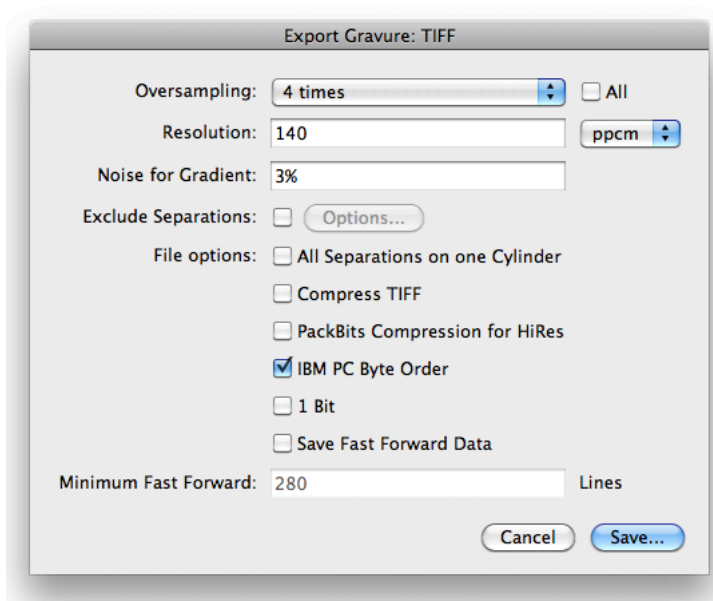 Export Gravure: TIFF
Oversampling: 4 times All
Resolution: 140 ppcm
Noise for Gradient: 3%
Exclude Separations: Options...
File options: All Separations on one Cylinder
Compress TIFF
PackBits Compression for HiRes
IBM PC Byte Order
1 Bit
Save Fast Forward Data
Minimum Fast Forward: 280 Lines
Cancel Save...